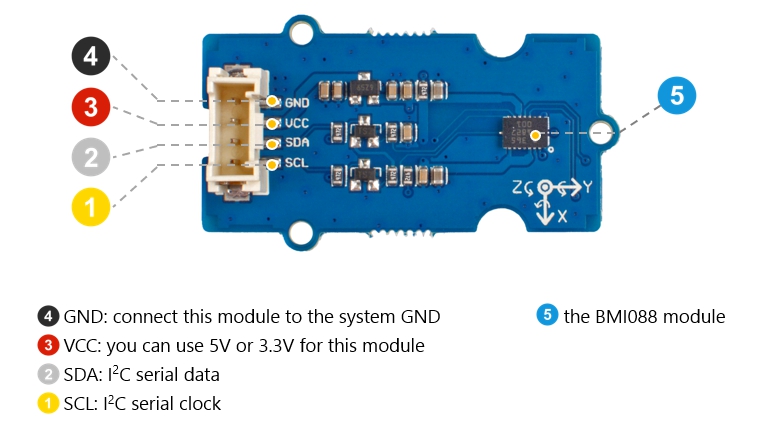 4
3
2
1
5
GND
VCC
SDA
SCL
Z Y
X
4 GND: connect this module to the system GND
5 the BMI088 module
3 VCC: you can use 5V or 3.3V for this module
2 SDA: I²C serial data
1 SCL: I²C serial clock